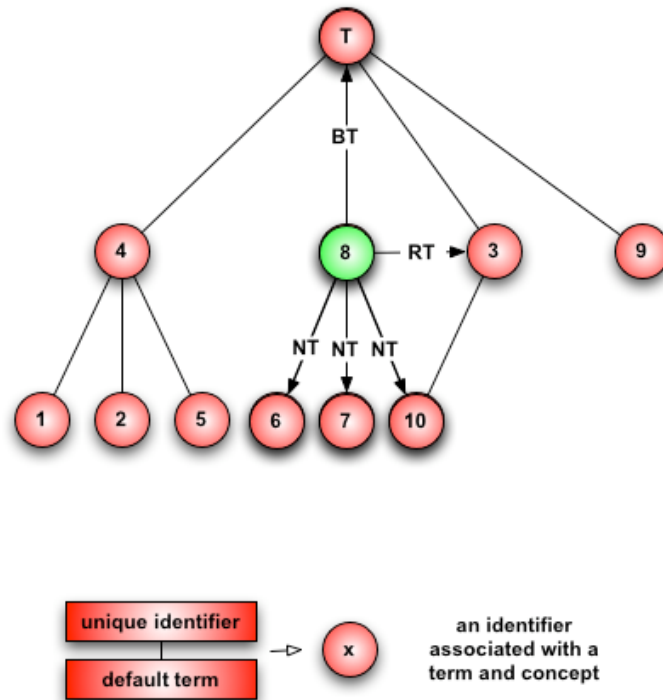 T
BT
4
8
RT
3
9
NT
NT
NT
1
2
5
6
7
10
unique identifier
default term
x
an identifier
associated with a
term and concept